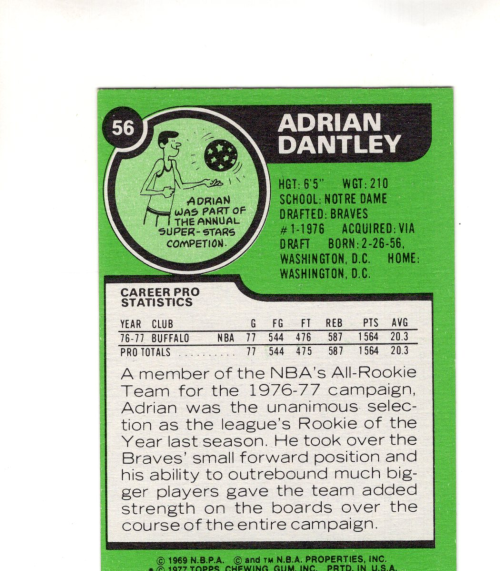 56
ADRIAN
DANTLEY
ADRIAN
WAS PART OF
THE ANNUAL
SUPER-STARS
COMPETION.
HGT: 6'5" WGT: 210
SCHOOL: NOTRE DAME
DRAFTED: BRAVES
#1-1976 ACQUIRED: VIA
DRAFT BORN: 2-26-56,
WASHINGTON, D.C. HOME:
WASHINGTON, D.C.
CAREER PRO
STATISTICS
YEAR CLUB G FG FT REB PTS AVG
76-77 BUFFALO NBA 77 544 476 587 1564 20.3
PRO TOTALS .......... 77 544 475 587 1564 20.3
A member of the NBA's All-Rookie
Team for the 1976-77 campaign,
Adrian was the unanimous selec-
tion as the league's Rookie of the
Year last season. He took over the
Braves' small forward position and
his ability to outrebound much big-
ger players gave the team added
strength on the boards over the
course of the entire campaign.
© 1969 N.B.P.A. © and TM N.B.A. PROPERTIES, INC.
* © 1977 TOPPS CHEWING GUM, INC. PRTD. IN U.S.A.